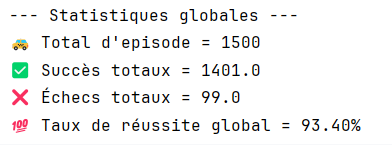 --- Statistiques globales ---
🚕 Total d'episode = 1500
✅ Succès totaux = 1401.0
❌ Échecs totaux = 99.0
💯 Taux de réussite global = 93.40%